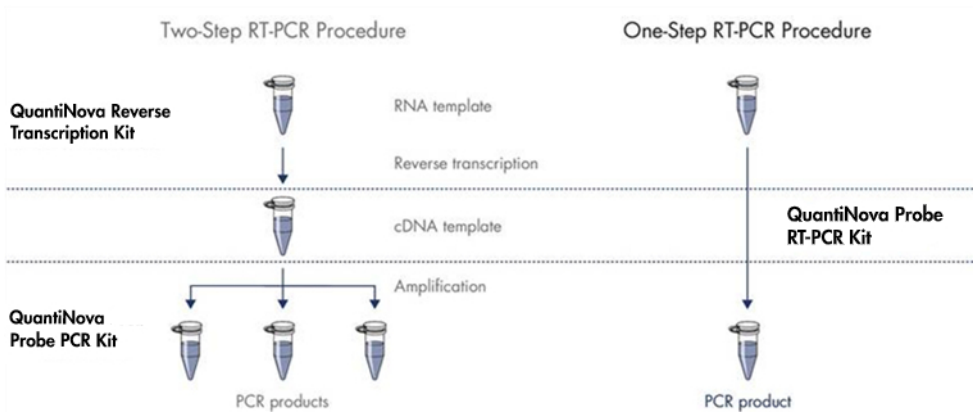 Two-Step RT-PCR Procedure
One-Step RT-PCR Procedure
QuantiNova Reverse
Transcription Kit
RNA template
Reverse transcription
cDNA template
QuantiNova Probe
RT-PCR Kit
Amplification
QuantiNova
Probe PCR Kit
PCR products
PCR product